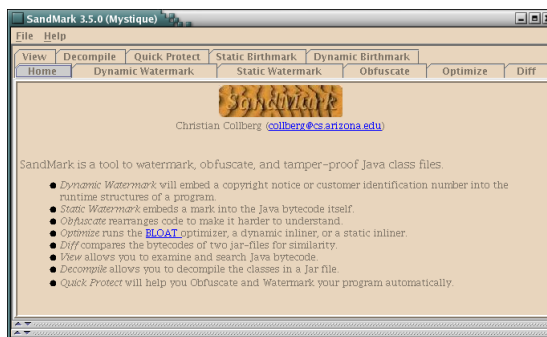 SandMark 3.5.0 (Mystique)
File Help
View Decompile Quick Protect Static Birthmark Dynamic Birthmark
Home Dynamic Watermark Static Watermark Obfuscate Optimize Diff
SandMark
Christian Collberg (collberg@cs.arizona.edu)
SandMark is a tool to watermark, obfuscate, and tamper-proof Java class files.
Dynamic Watermark will embed a copyright notice or customer identification number into the
runtime structures of a program.
Static Watermark embeds a mark into the Java bytecode itself.
Obfuscate rearranges code to make it harder to understand.
Optimize runs the BLOAT optimizer, a dynamic inliner, or a static inliner.
Diff compares the bytecodes of two jar-files for similarity.
View allows you to examine and search Java bytecode.
Decompile allows you to decompile the classes in a Jar file.
Quick Protect will help you Obfuscate and Watermark your program automatically.